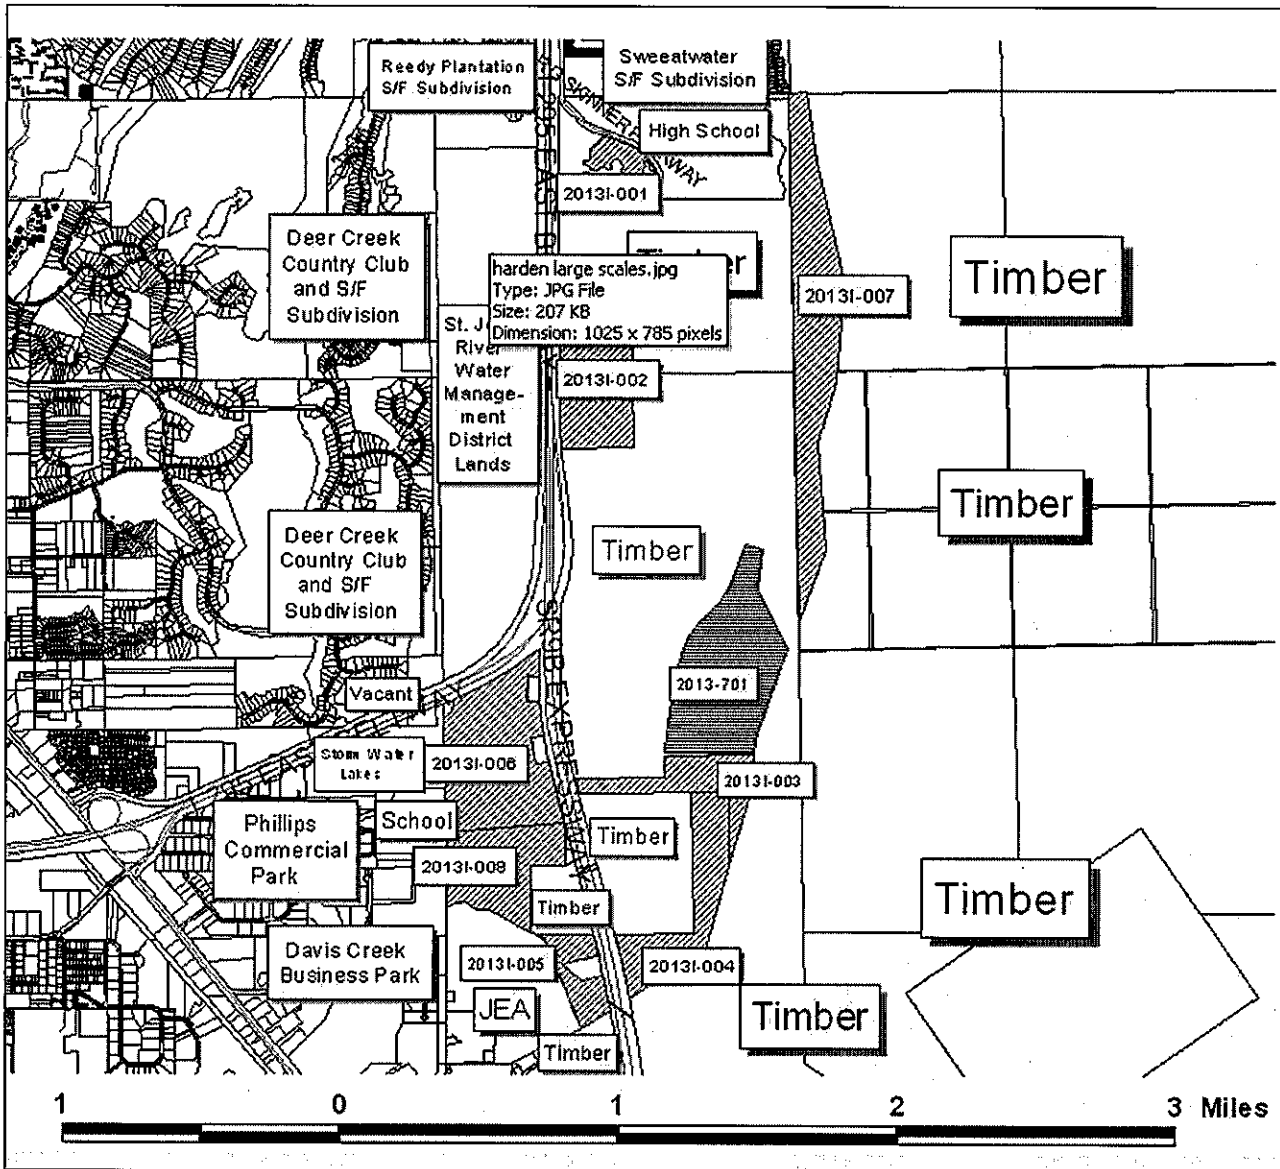 Reedy Plantation
S/F Subdivision
Sweeatwater
S/F Subdivision
High School
2013I-001
Deer Creek
Country Club
and S/F
Subdivision
harden large scales.jpg
Type: JPG File
Size: 207 KB
Dimension: 1025 x 785 pixels
2013I-007
Timber
St. J
River
Water
Manage-
ment
District
Lands
2013I-002
Timber
Timber
Deer Creek
Country Club
and S/F
Subdivision
SR9B EXPRESSWAY
2013-701
Vacant
Storm Water
Lakes
2013I-006
2013I-003
Phillips
Commercial
Park
School
Timber
2013I-008
Timber
Timber
Davis Creek
Business Park
2013I-005
2013I-004
JEA
Timber
Timber
1 0 1 2 3 Miles